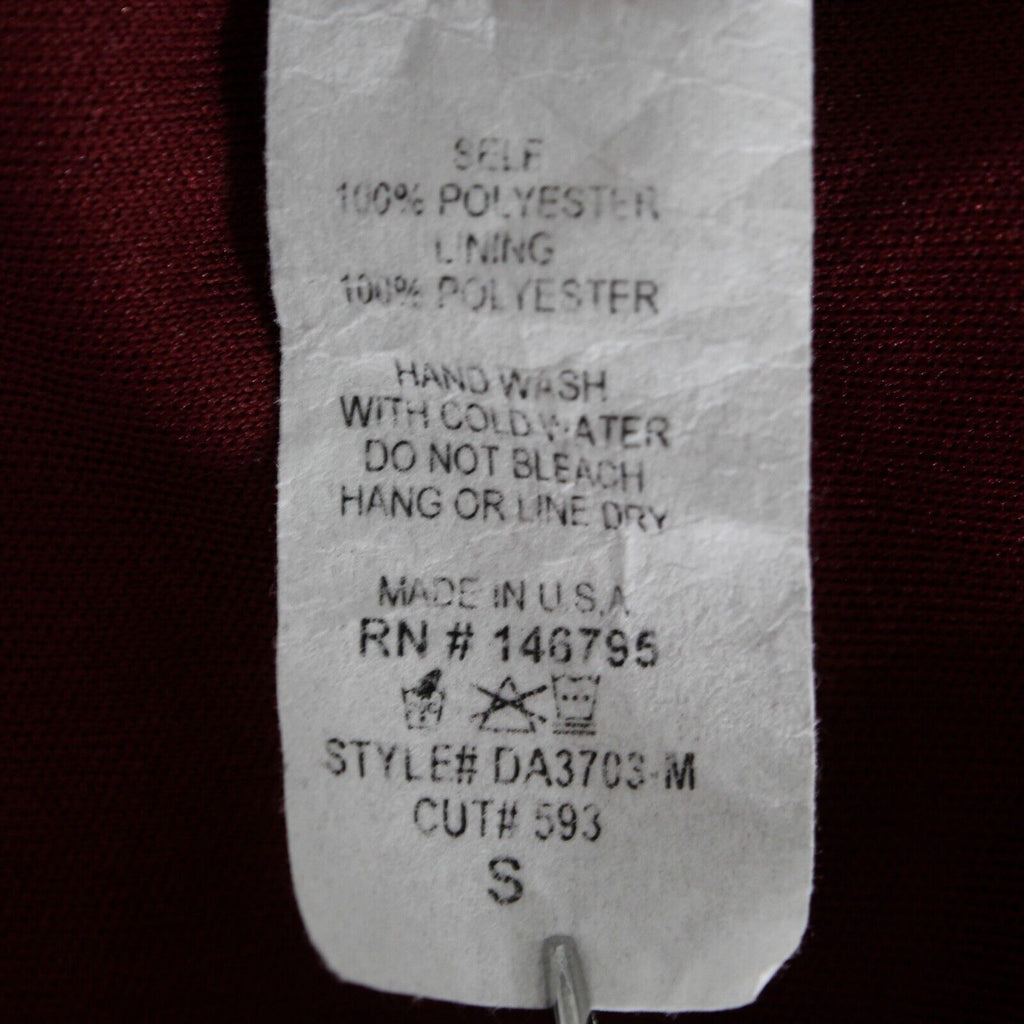 SELF
100% POLYESTER
LINING
100% POLYESTER
HAND WASH
WITH COLD WATER
DO NOT BLEACH
HANG OR LINE DRY
MADE IN U.S.A
RN # 146795
STYLE# DA3703-M
CUT# 593
S